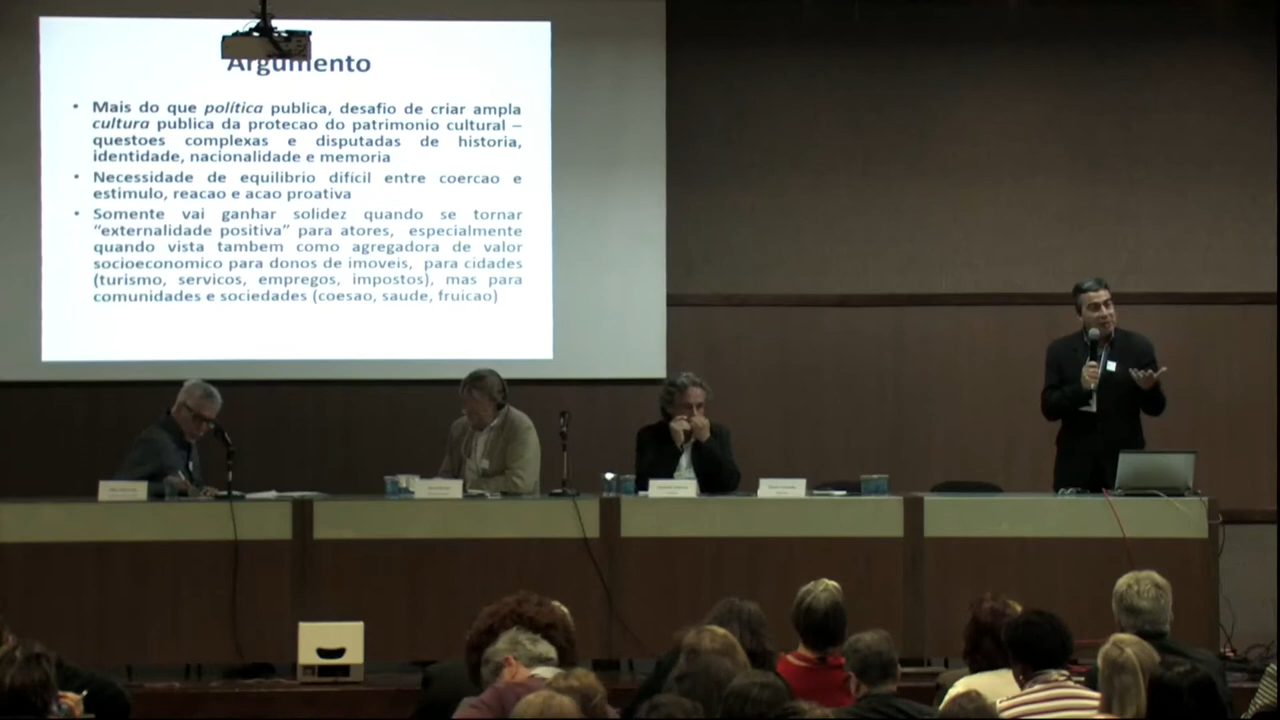 Argumento
• Mais do que política publica, desafio de criar ampla
cultura publica da protecao do patrimonio cultural –
questoes complexas e disputadas de historia,
identidade, nacionalidade e memoria
• Necessidade de equilibrio difícil entre coercao e
estimulo, reacao e acao proativa
• Somente vai ganhar solidez quando se tornar
“externalidade positiva” para atores, especialmente
quando vista tambem como agregadora de valor
socioeconomico para donos de imoveis, para cidades
(turismo, servicos, empregos, impostos), mas para
comunidades e sociedades (coesao, saude, fruicao)